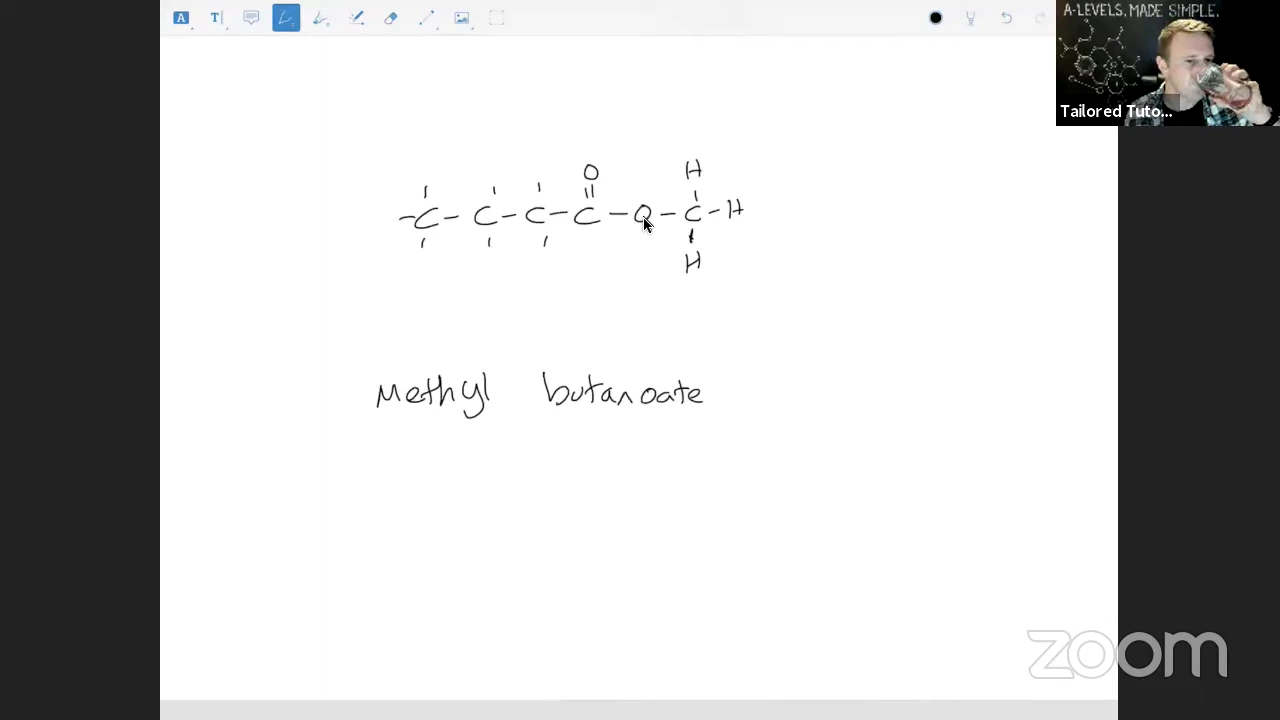 A-LEVELS, MADE SIMPLE.
A T
Tailored Tuto...
O H
C C C C O C H
H
Methyl butanoate
zoom